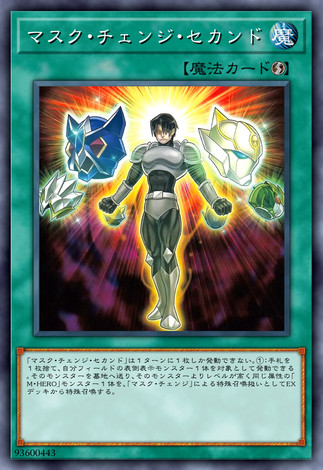 マスク・チェンジ・セカンド 魔
【魔法カード】
「マスク・チェンジ・セカンド」は１ターンに１枚しか発動できない。①：手札を
１枚捨て、自分フィールドの表側表示モンスター１体を対象として発動できる。
そのモンスターを墓地へ送り、そのモンスターよりレベルが高く同じ属性の「
M・HERO」モンスター１体を、「マスク・チェンジ」による特殊召喚扱いとしてEX
デッキから特殊召喚する。
93600443